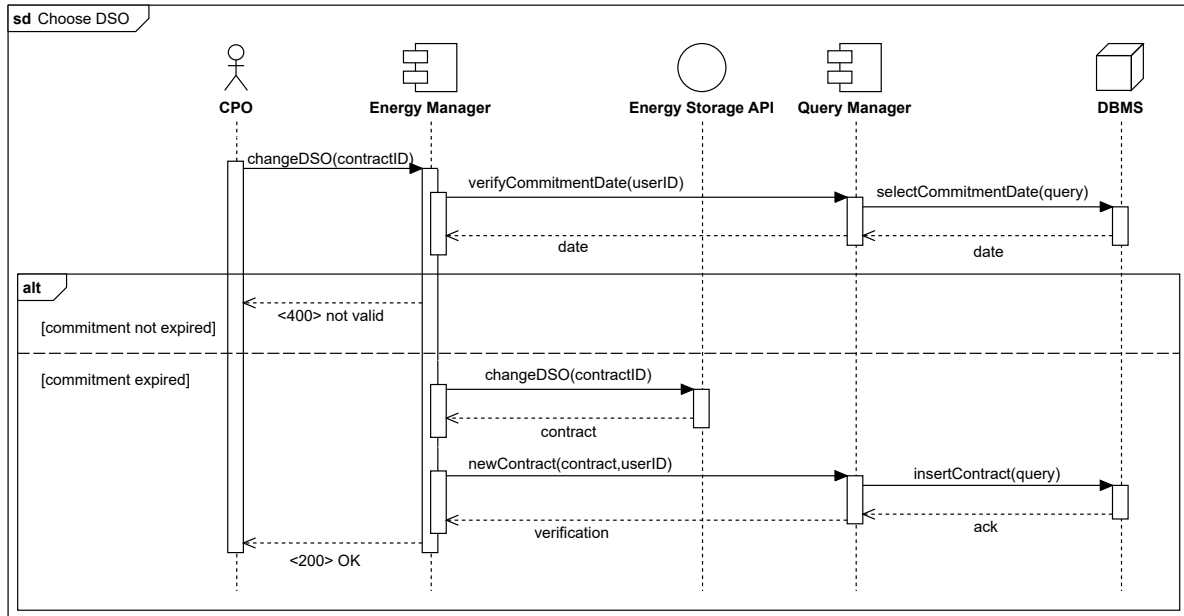 sd Choose DSO
CPO
Energy Manager
Energy Storage API
Query Manager
DBMS
changeDSO(contractID)
verifyCommitmentDate(userID)
selectCommitmentDate(query)
date
date
alt
<400> not valid
[commitment not expired]
[commitment expired]
changeDSO(contractID)
contract
newContract(contract,userID)
insertContract(query)
verification
ack
<200> OK